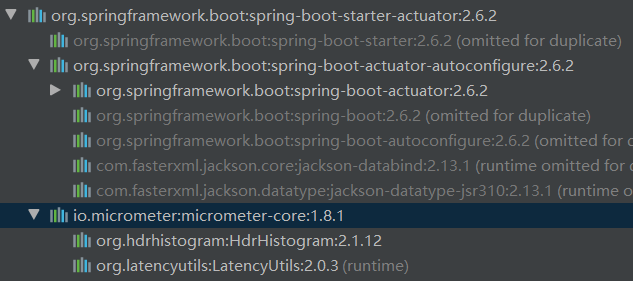 org.springframework.boot:spring-boot-starter-actuator:2.6.2
org.springframework.boot:spring-boot-starter:2.6.2 (omitted for duplicate)
org.springframework.boot:spring-boot-actuator-autoconfigure:2.6.2
org.springframework.boot:spring-boot-actuator:2.6.2
org.springframework.boot:spring-boot:2.6.2 (omitted for duplicate)
org.springframework.boot:spring-boot-autoconfigure:2.6.2 (omitted for duplicate)
com.fasterxml.jackson.core:jackson-databind:2.13.1 (runtime omitted for c
com.fasterxml.jackson.datatype:jackson-datatype-jsr310:2.13.1 (runtime o
io.micrometer:micrometer-core:1.8.1
org.hdrhistogram:HdrHistogram:2.1.12
org.latencyutils:LatencyUtils:2.0.3 (runtime)